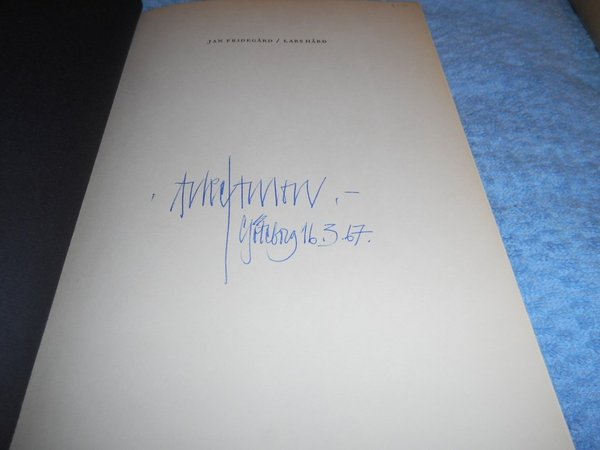 JAN FRIDEGÅRD / LARS HÅRD
Göteborg 16.3.67.